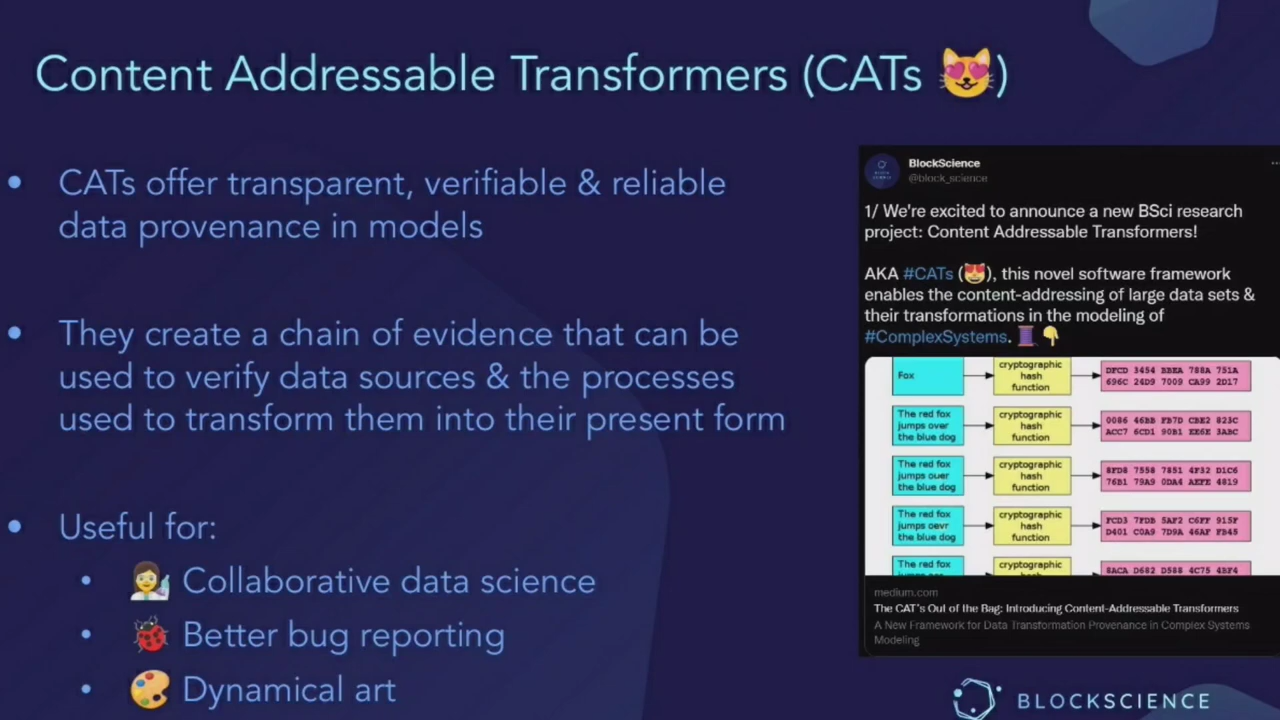 Content Addressable Transformers (CATs 😻)
• CATs offer transparent, verifiable & reliable
data provenance in models
• They create a chain of evidence that can be
used to verify data sources & the processes
used to transform them into their present form
• Useful for:
• 👩‍🔬 Collaborative data science
• 🐞 Better bug reporting
• 🎨 Dynamical art
BlockScience
@block_science
1/ We're excited to announce a new BSci research
project: Content Addressable Transformers!
AKA #CATs (😻), this novel software framework
enables the content-addressing of large data sets &
their transformations in the modeling of
#ComplexSystems. 🧵👇
Fox
cryptographic
hash
function
DFCD 3454 BBEA 788A 751A
696C 24D9 7009 CA99 2D17
The red fox
jumps over
the blue dog
cryptographic
hash
function
0086 46BB FB7D CBE2 823C
ACC7 6CD1 90B1 EE6E 3ABC
The red fox
jumps ouer
the blue dog
cryptographic
hash
function
8FD8 7558 7851 4F32 D1C6
76B1 79A9 0DA4 AEFE 4819
The red fox
jumps oevr
the blue dog
cryptographic
hash
function
FCD3 7FDB 5AF2 C6FF 915F
D401 C0A9 7D9A 46AF FB45
The red fox
cryptographic
8ACA D682 D588 4C75 4BF4
medium.com
The CAT's Out of the Bag: Introducing Content-Addressable Transformers
A New Framework for Data Transformation Provenance in Complex Systems
Modeling
BLOCKSCIENCE